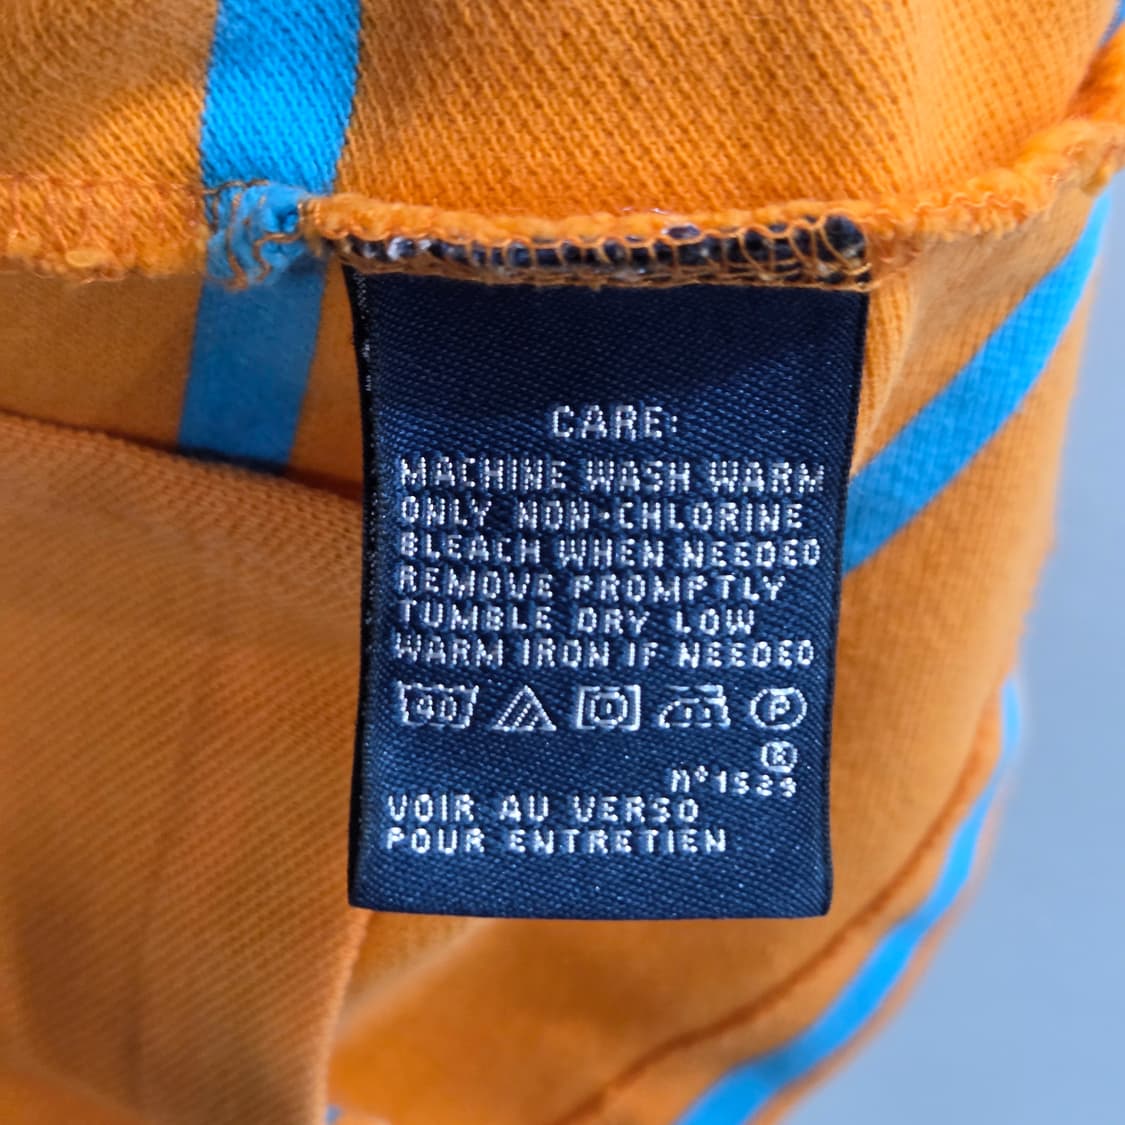 CARE:
MACHINE WASH WARM
ONLY NON-CHLORINE
BLEACH WHEN NEEDED
REMOVE PROMPTLY
TUMBLE DRY LOW
WARM IRON IF NEEDED
40 P
®
n°1529
VOIR AU VERSO
POUR ENTRETIEN